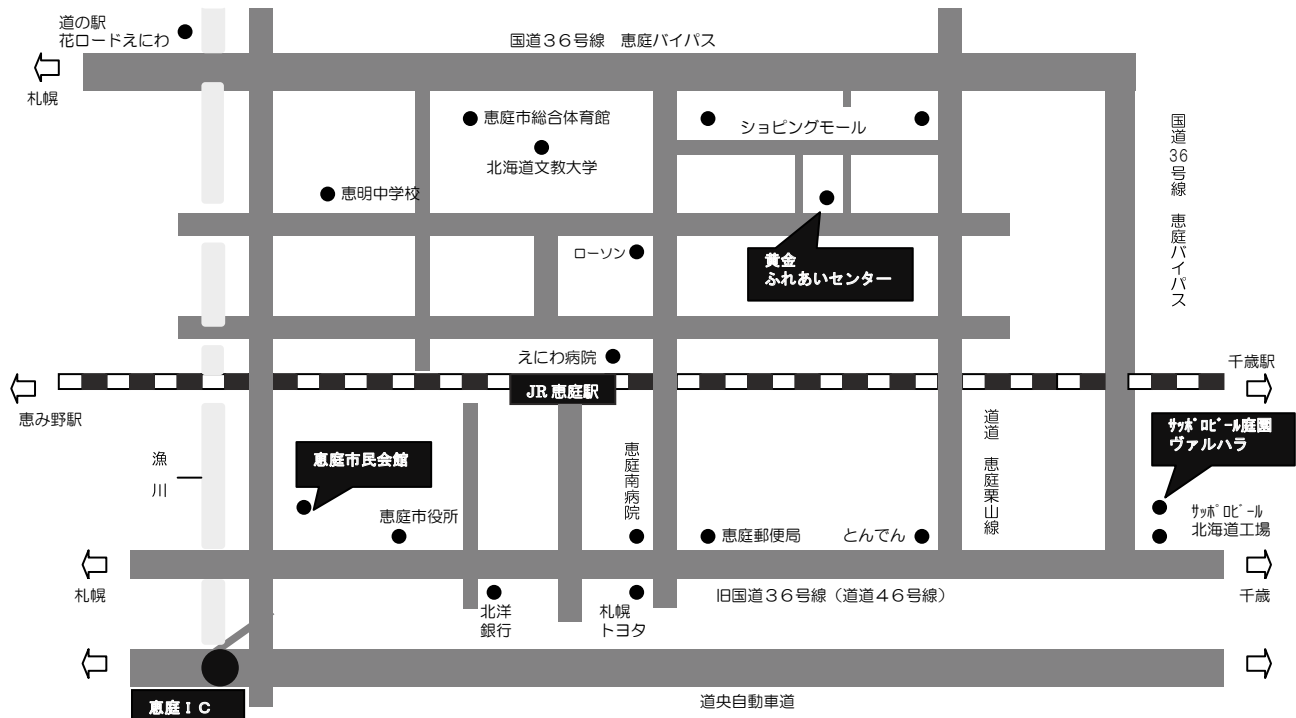 道の駅
花ロードえにわ
国道３６号線　恵庭バイパス
札幌
恵庭市総合体育館
ショピングモール
北海道文教大学
国道36号線　恵庭バイパス
恵明中学校
ローソン
黄金
ふれあいセンター
えにわ病院
千歳駅
JR 恵庭駅
恵み野駅
サッポロビール庭園
ヴァルハラ
恵庭市民会館
漁川
恵庭南病院
道道　恵庭栗山線
恵庭市役所
恵庭郵便局
とんでん
サッポロビール
北海道工場
札幌
旧国道３６号線（道道４６号線）
千歳
北洋
銀行
札幌
トヨタ
道央自動車道
恵庭ＩＣ